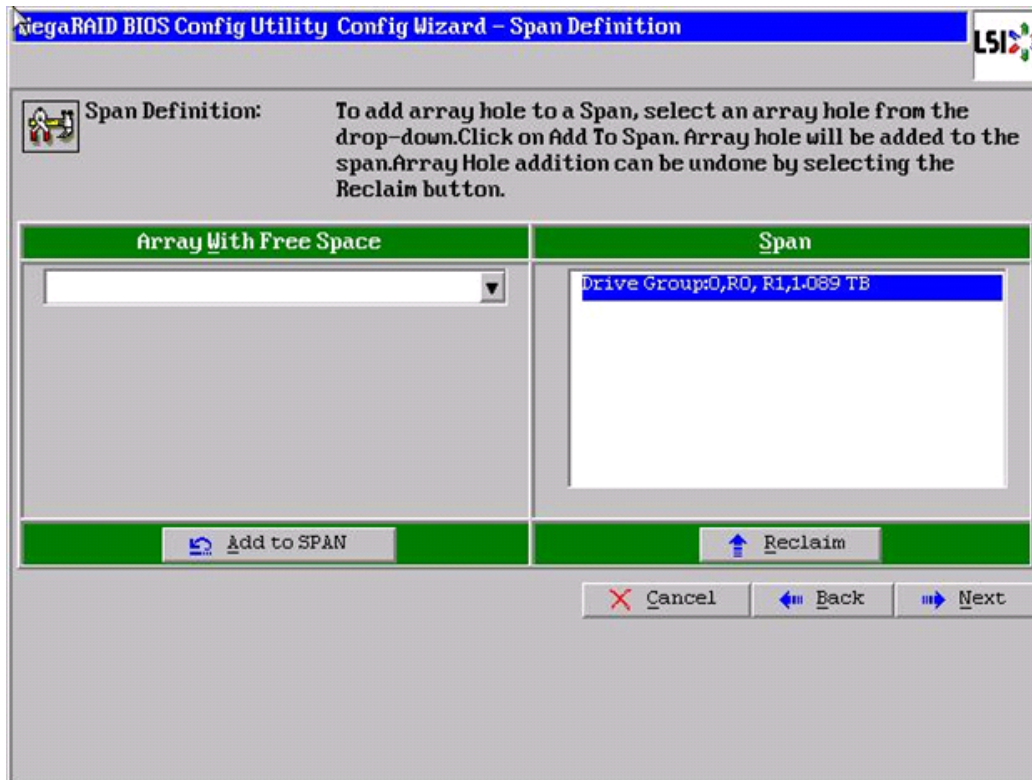 MegaRAID BIOS Config Utility Config Wizard – Span Definition
LSI
Span Definition:
To add array hole to a Span, select an array hole from the
drop-down.Click on Add To Span. Array hole will be added to the
span.Array Hole addition can be undone by selecting the
Reclaim button.
Array With Free Space
Span
Drive Group:0,R0, R1,1.089 TB
Add to SPAN
Reclaim
Cancel
Back
Next